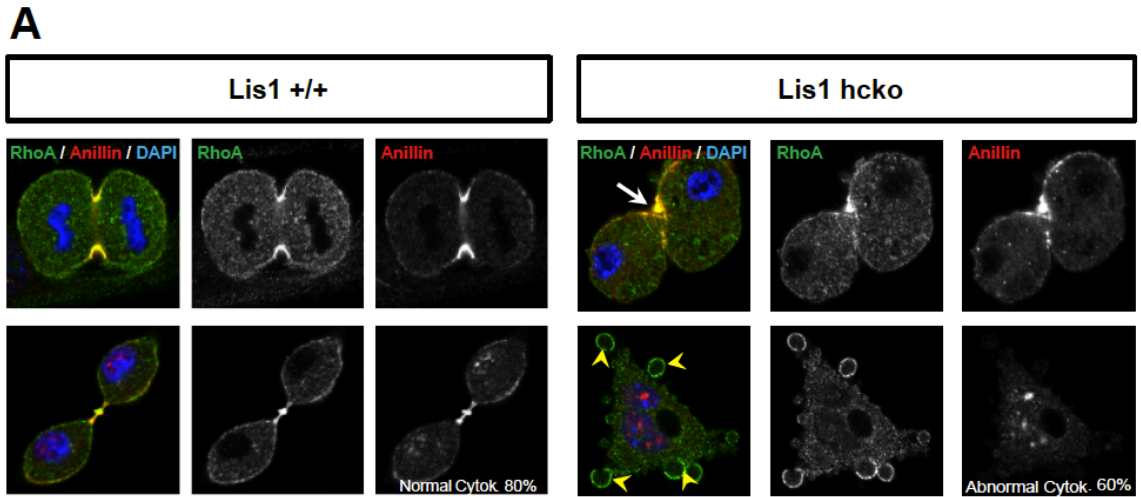 A
Lis1 +/+
Lis1 hcko
RhoA / Anillin / DAPI
RhoA
Anillin
RhoA / Anillin / DAPI
RhoA
Anillin
Normal Cytok. 80%
Abnormal Cytok. 60%